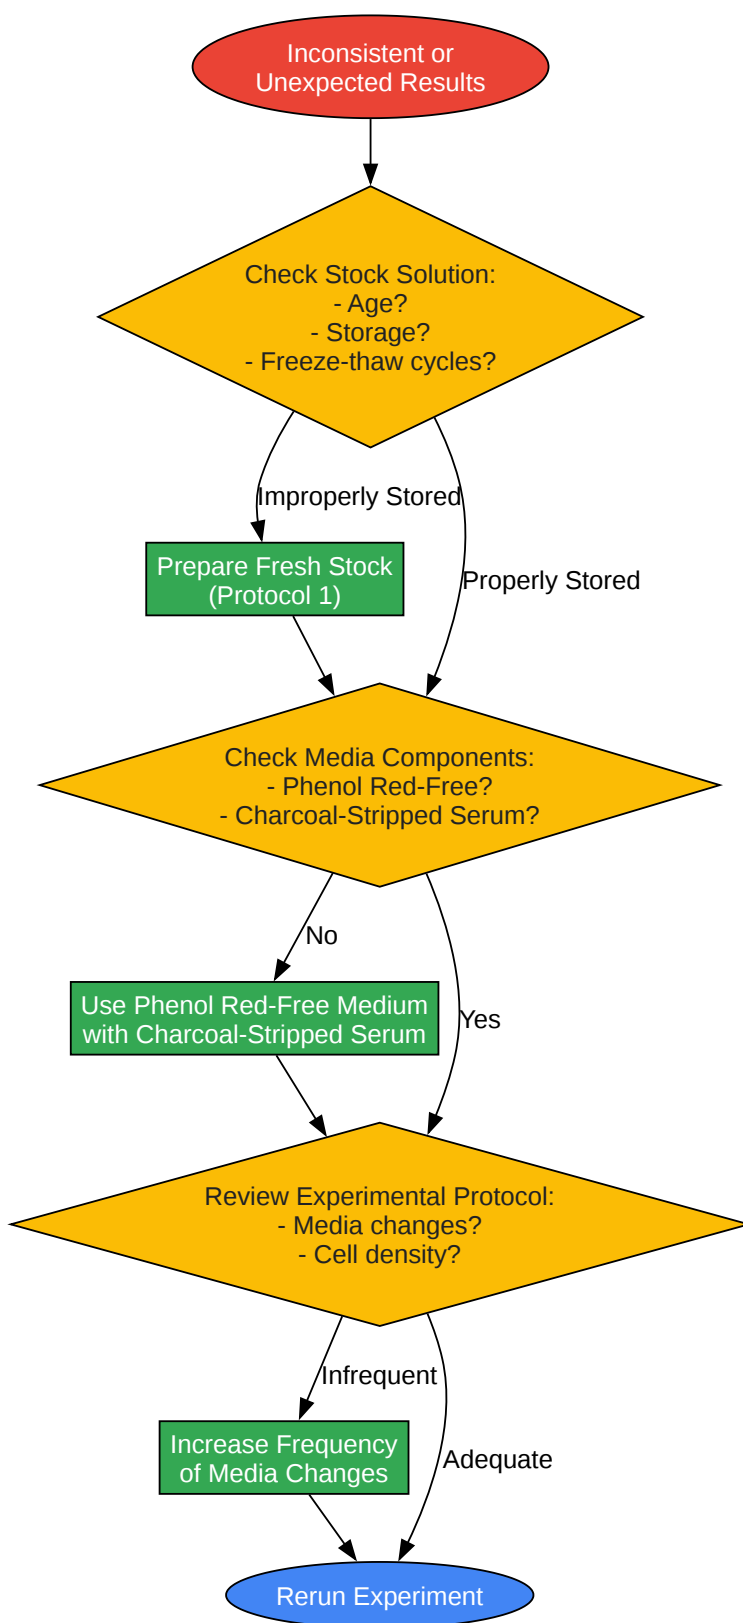 Inconsistent or
Unexpected Results
Check Stock Solution:
- Age?
- Storage?
- Freeze-thaw cycles?
Improperly Stored
Prepare Fresh Stock
(Protocol 1)
Properly Stored
Check Media Components:
- Phenol Red-Free?
- Charcoal-Stripped Serum?
No
Use Phenol Red-Free Medium
with Charcoal-Stripped Serum
Yes
Review Experimental Protocol:
- Media changes?
- Cell density?
Infrequent
Increase Frequency
of Media Changes
Adequate
Rerun Experiment